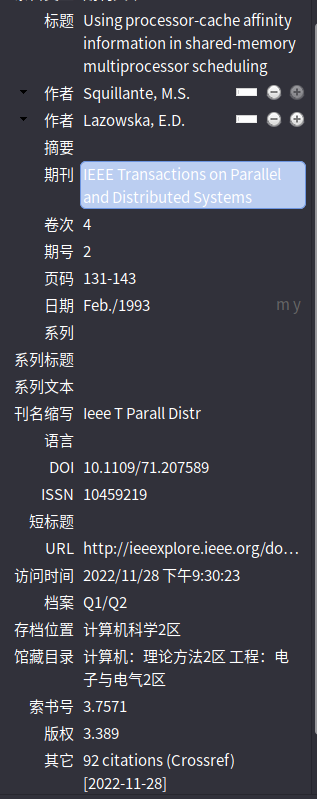 标题 Using processor-cache affinity
information in shared-memory
multiprocessor scheduling
作者 Squillante, M.S.
作者 Lazowska, E.D.
摘要
期刊 IEEE Transactions on Parallel
and Distributed Systems
卷次 4
期号 2
页码 131-143
日期 Feb./1993 m y
系列
系列标题
系列文本
刊名缩写 Ieee T Parall Distr
语言
DOI 10.1109/71.207589
ISSN 10459219
短标题
URL http://ieeexplore.ieee.org/do…
访问时间 2022/11/28 下午9:30:23
档案 Q1/Q2
存档位置 计算机科学2区
馆藏目录 计算机：理论方法2区 工程：电
子与电气2区
索书号 3.7571
版权 3.389
其它 92 citations (Crossref)
[2022-11-28]